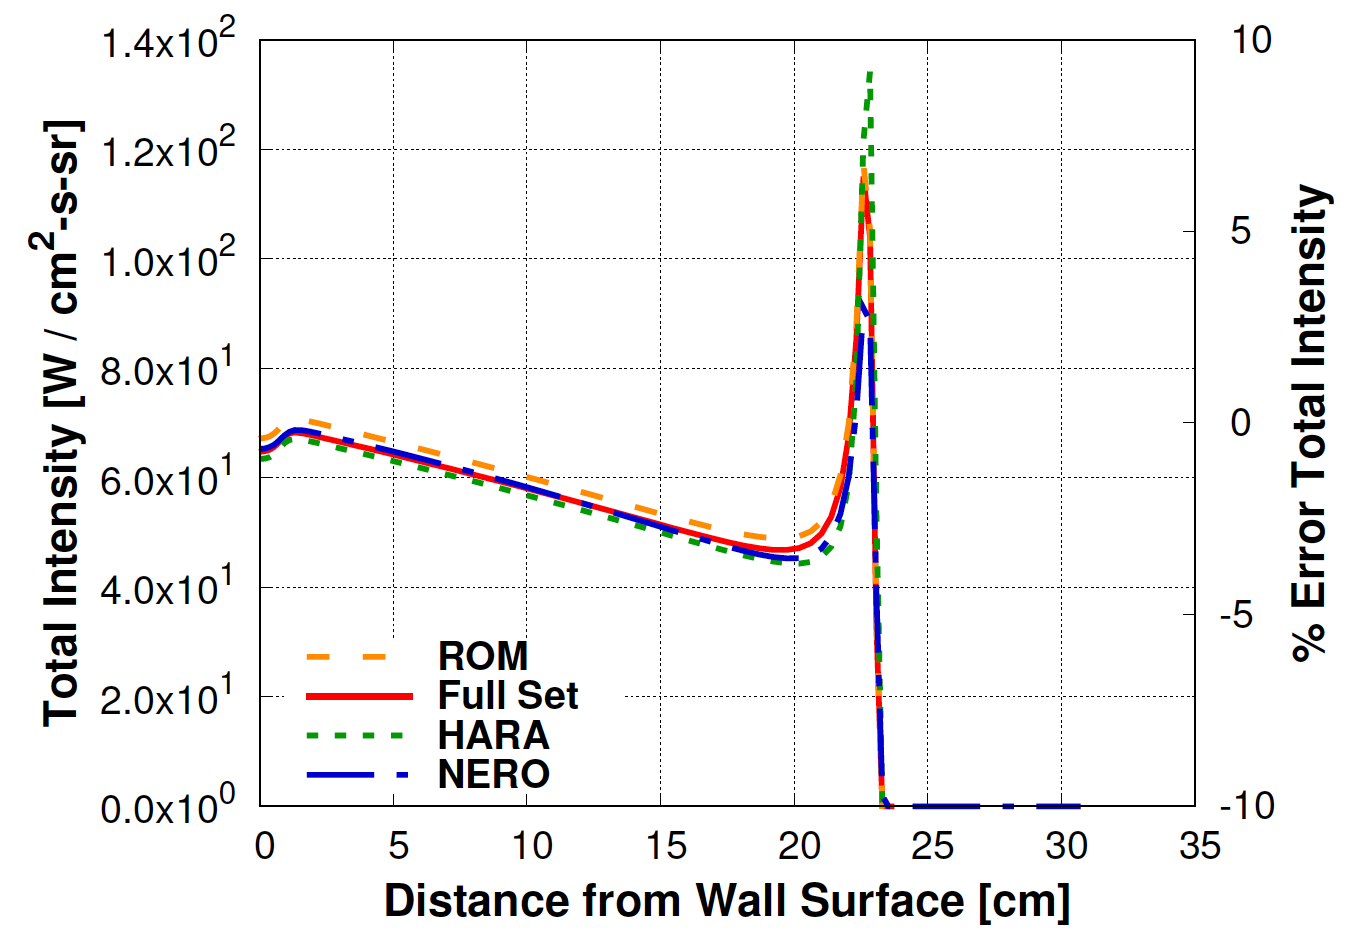 1.4x10²
1.2x10²
1.0x10²
8.0x10¹
6.0x10¹
4.0x10¹
2.0x10¹
0.0x10⁰
Total Intensity [W / cm²-s-sr]
10
5
0
-5
-10
% Error Total Intensity
ROM
Full Set
HARA
NERO
0 5 10 15 20 25 30 35
Distance from Wall Surface [cm]